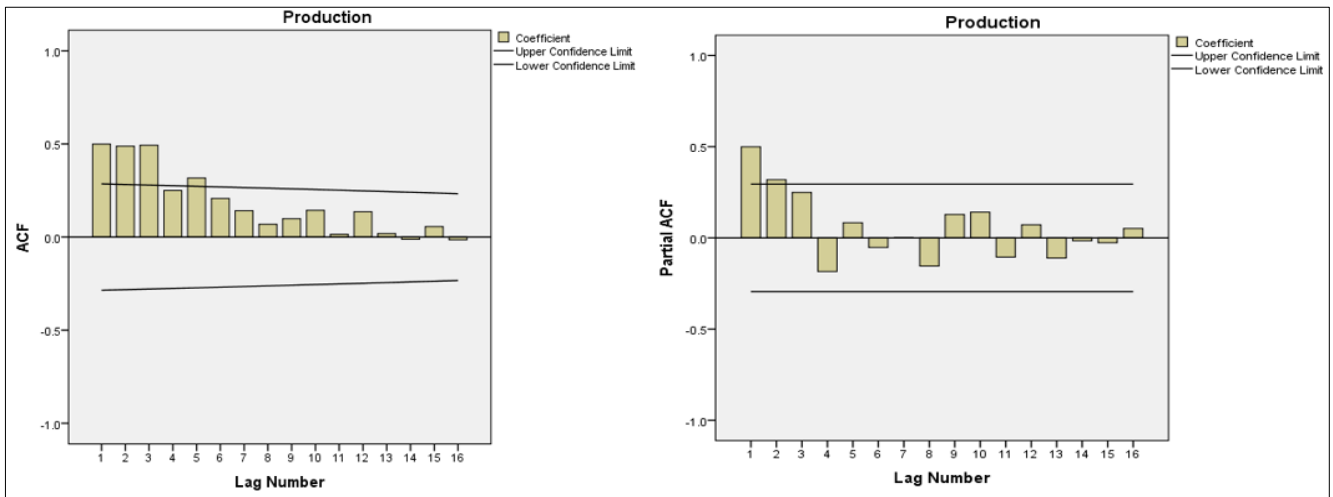 Production
Coefficient
Upper Confidence Limit
Lower Confidence Limit
1.0
0.5
0.0
-0.5
-1.0
ACF
1 2 3 4 5 6 7 8 9 10 11 12 13 14 15 16
Lag Number
Production
Coefficient
Upper Confidence Limit
Lower Confidence Limit
1.0
0.5
0.0
-0.5
-1.0
Partial ACF
1 2 3 4 5 6 7 8 9 10 11 12 13 14 15 16
Lag Number